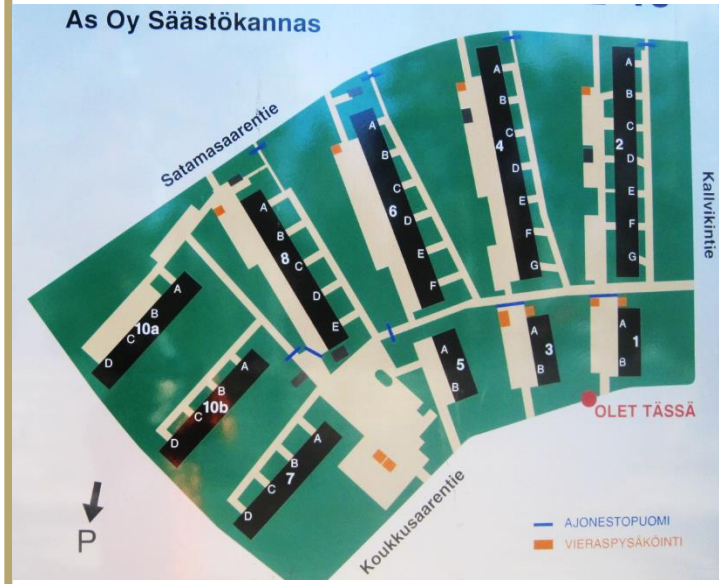 As Oy Säästökannas
Satamasaarentie
Kallvikintie
Koukkusaarentie
A
B
C
D
E
F
G
2
A
B
C
D
E
F
G
4
A
B
C
D
E
F
6
A
B
C
D
E
8
A
B
C
D
10a
A
B
C
D
10b
A
B
C
D
7
A
B
5
A
B
3
A
B
1
OLET TÄSSÄ
P
AJONESTOPUOMI
VIERASPYSÄKÖINTI